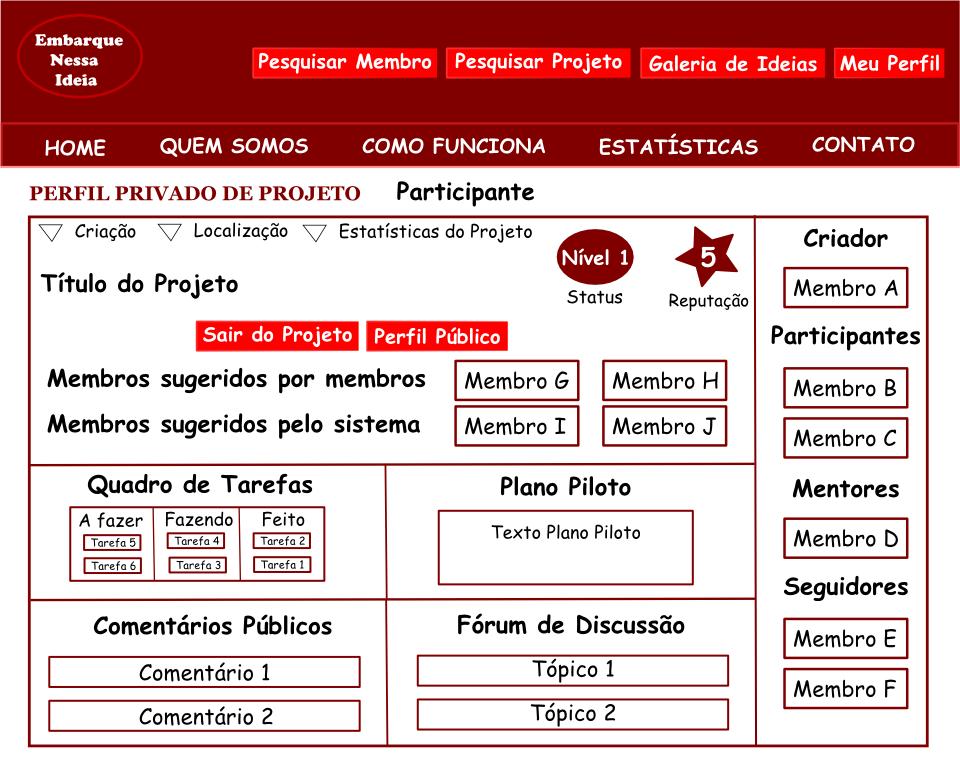 Embarque
Nessa
Ideia
Pesquisar Membro
Pesquisar Projeto
Galeria de Ideias
Meu Perfil
HOME
QUEM SOMOS
COMO FUNCIONA
ESTATÍSTICAS
CONTATO
PERFIL PRIVADO DE PROJETO
Participante
Criação
Localização
Estatísticas do Projeto
Nível 1
Status
5
Reputação
Título do Projeto
Sair do Projeto
Perfil Público
Membros sugeridos por membros
Membro G
Membro H
Membros sugeridos pelo sistema
Membro I
Membro J
Quadro de Tarefas
A fazer
Fazendo
Feito
Tarefa 5
Tarefa 4
Tarefa 2
Tarefa 6
Tarefa 3
Tarefa 1
Plano Piloto
Texto Plano Piloto
Comentários Públicos
Comentário 1
Comentário 2
Fórum de Discussão
Tópico 1
Tópico 2
Criador
Membro A
Participantes
Membro B
Membro C
Mentores
Membro D
Seguidores
Membro E
Membro F